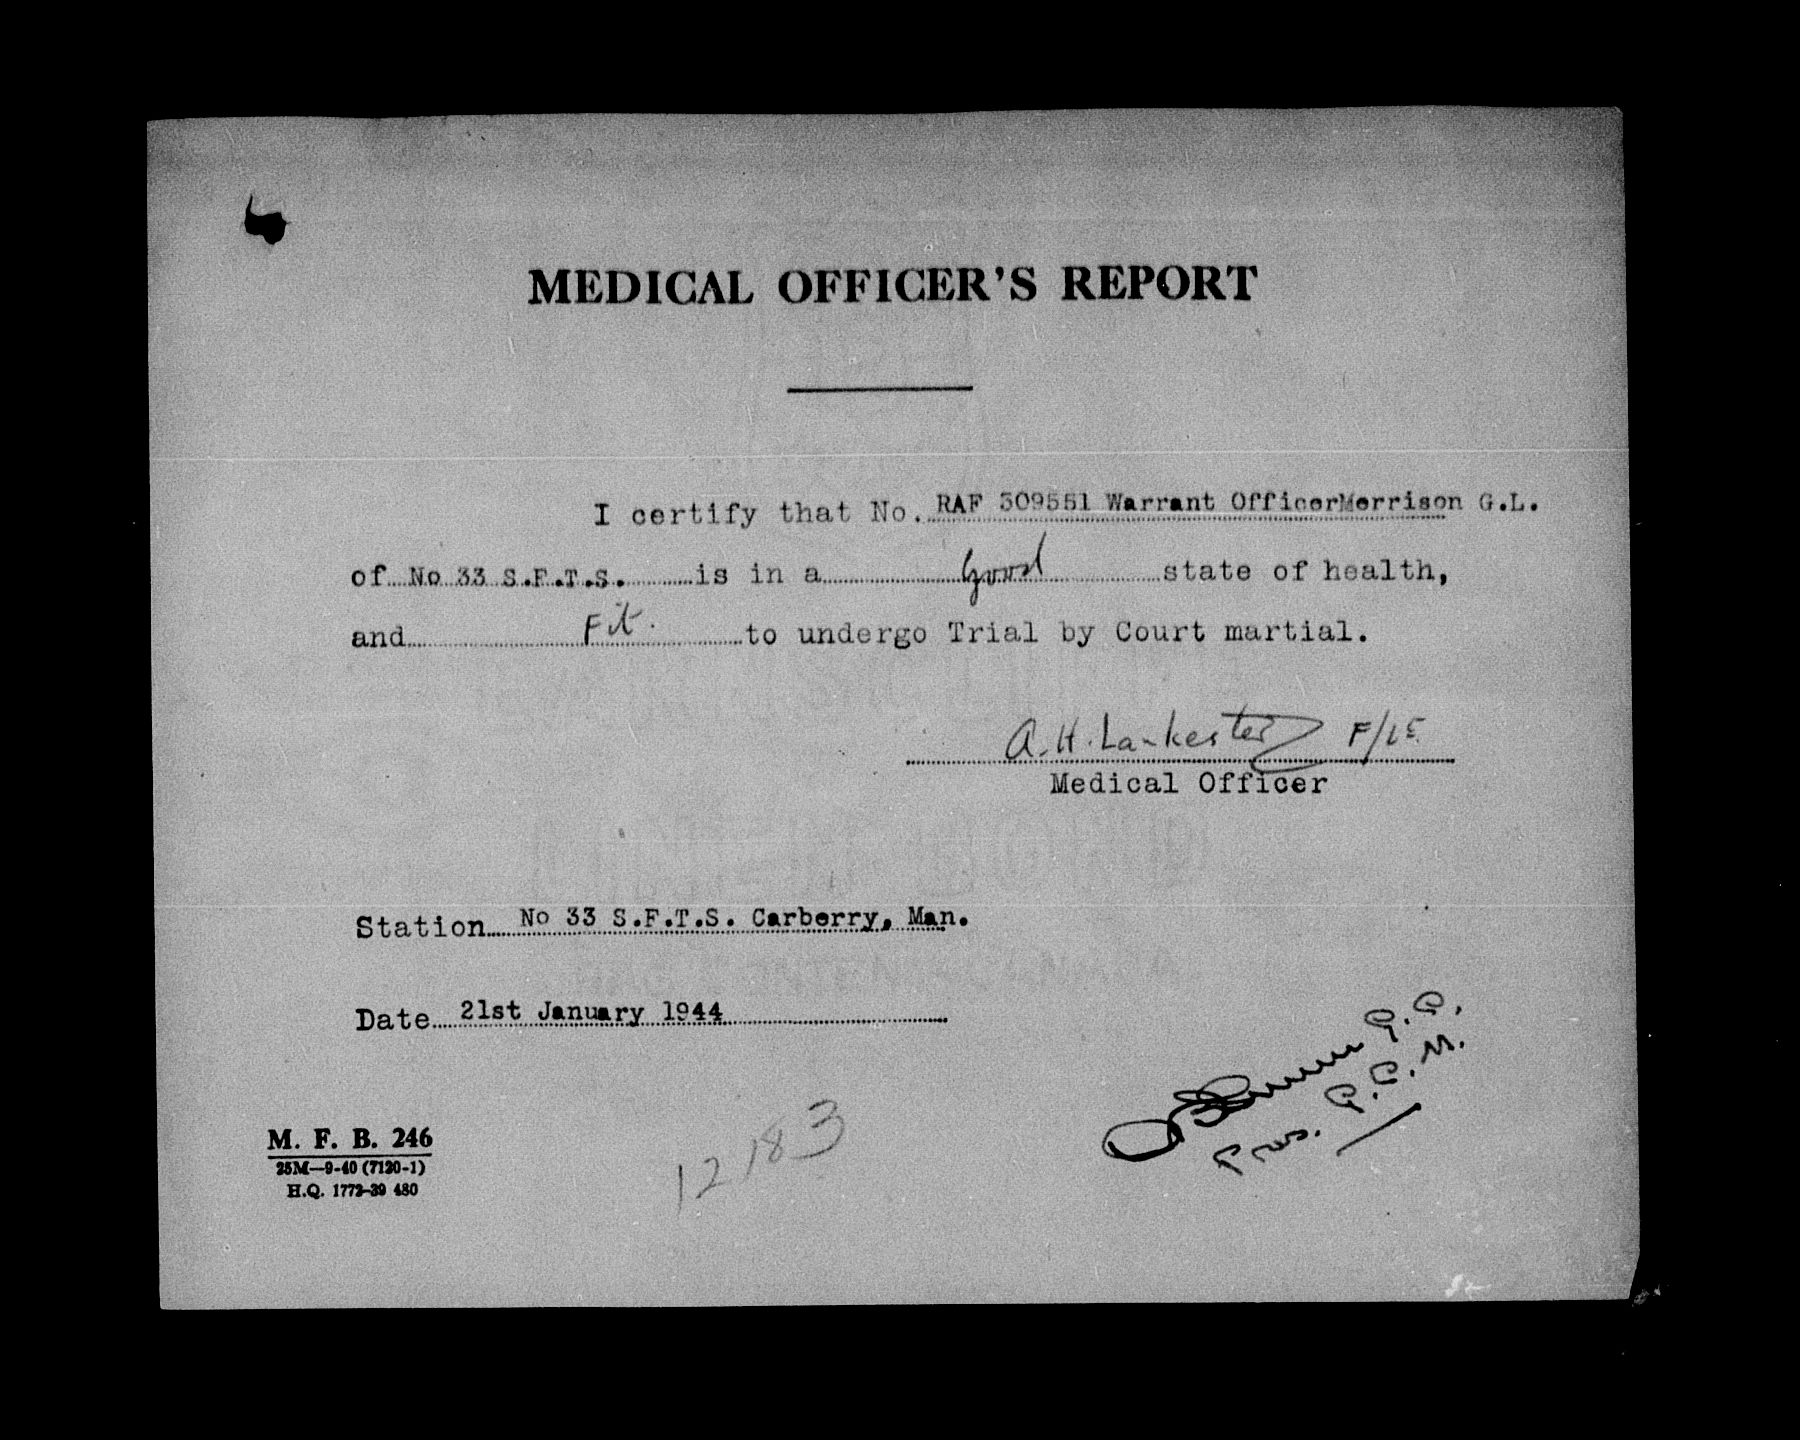 MEDICAL OFFICER'S REPORT
I certify that No. RAF 309551 Warrant OfficerMorrison G.L.
of No 33 S.F.T.S. is in a Good state of health,
and Fit. to undergo Trial by Court martial.
A.H. Lankester F/Lt
Medical Officer
Station No 33 S.F.T.S. Carberry, Man.
Date 21st January 1944
G.C.
Pres. G.C.M.
M. F. B. 246
25M—9-40 (7120-1)
H.Q. 1772-39 480
12183